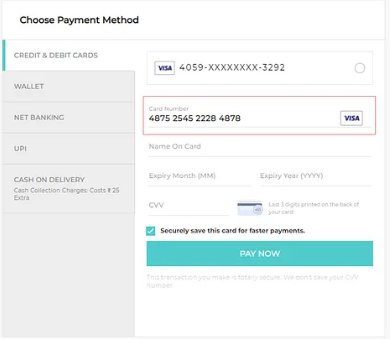 Choose Payment Method
CREDIT & DEBIT CARDS
WALLET
NET BANKING
UPI
CASH ON DELIVERY
Cash Collection Charges: Costs ₹ 25
Extra
VISA 4059-XXXXXXXX-3292
Card Number
4875 2545 2228 4878 VISA
Name On Card
Expiry Month (MM) Expiry Year (YYYY)
CVV Last 3 digits printed on the back of
your card
Securely save this card for faster payments.
PAY NOW
This transaction you make is totally secure. We don't save your CVV
number.